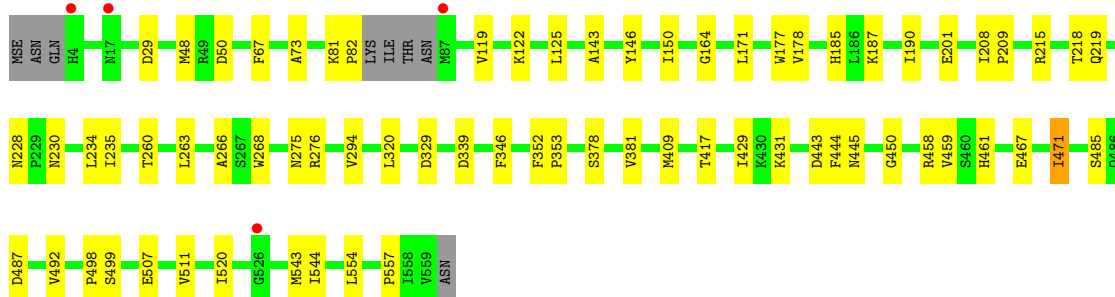 MSE ASN GLN H4 N17 D29 M48 R49 D50 F67 A73 K81 P82 LYS ILE THR ASN M87 V119 K122 L125 A143 Y146 I150 G164 L171 W177 V178 H185 L186 K187 I190 E201 I208 P209 R215 T218 Q219
N228 P229 N230 L234 I235 T260 L263 A266 S267 W268 N275 R276 V294 L320 D329 D339 F346 F352 P353 S378 V381 M409 T417 I429 K430 K431 D443 F444 N445 G450 R458 V459 S460 H461 E467 I471 S485 D486
D487 V492 P498 S499 E507 V511 I520 G526 M543 I544 L554 P557 I558 V559 ASN